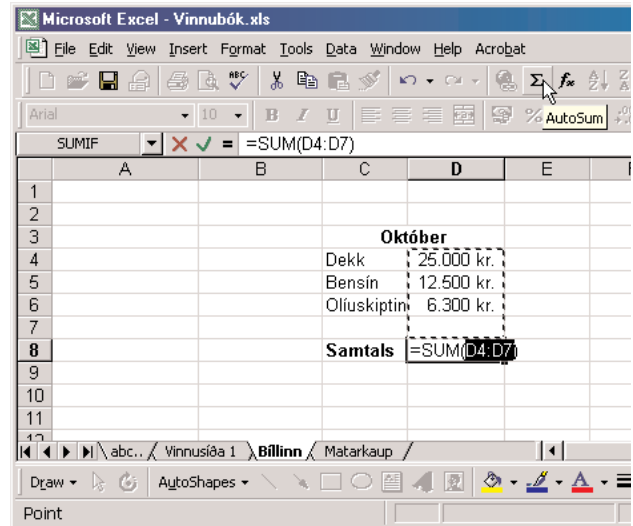 Microsoft Excel - Vinnubók.xls
File Edit View Insert Format Tools Data Window Help Acrobat
ABC Σ fx A Z
Arial 10 B I U % AutoSum
SUMIF = =SUM(D4:D7)
A B C D E
1
2
3 Október
4 Dekk 25.000 kr.
5 Bensín 12.500 kr.
6 Olíuskiptin 6.300 kr.
7
8 Samtals =SUM(D4:D7)
9
10
11
12
abc.. Vinnusíða 1 Bíllinn Matarkaup
Draw AutoShapes A
Point